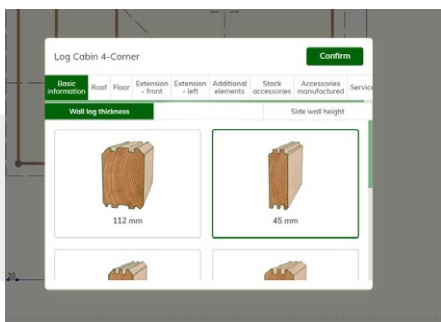 Log Cabin 4-Corner
Confirm
Basic information
Roof
Floor
Extension - front
Extension - left
Additional elements
Stock accessories
Accessories manufactured
Service
Wall log thickness
Side wall height
112 mm
45 mm
20